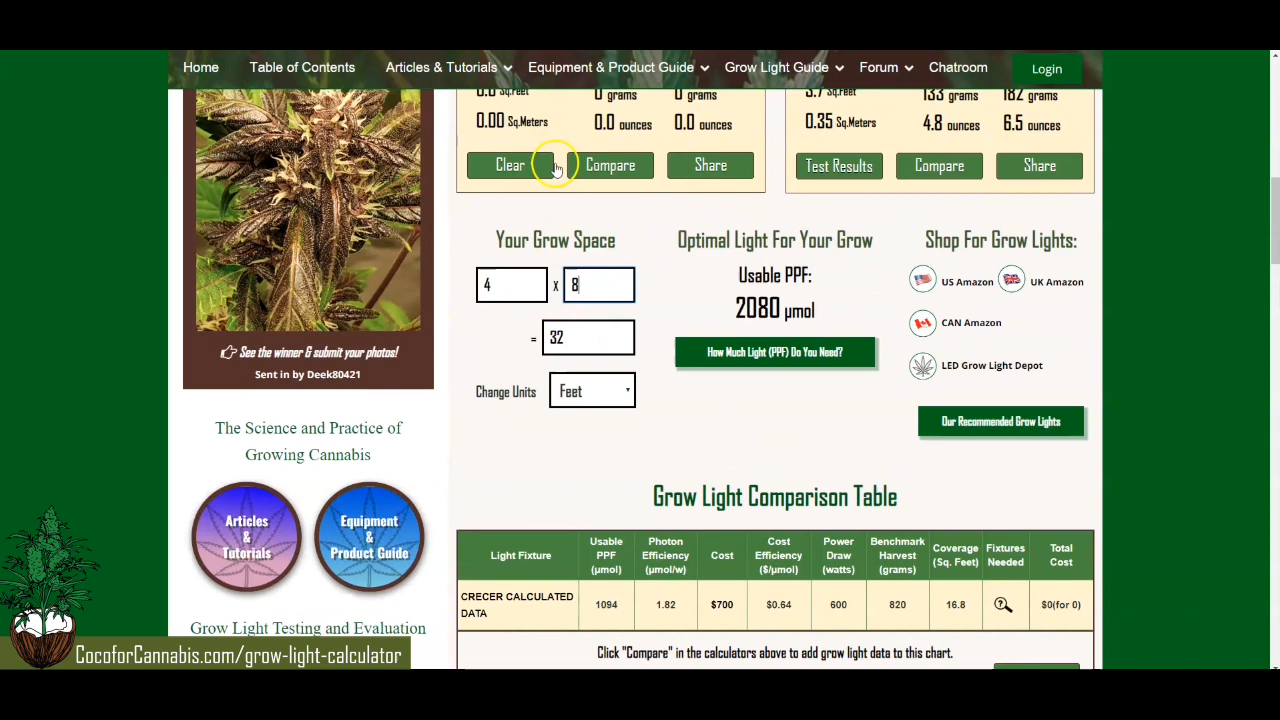 Home Table of Contents Articles & Tutorials Equipment & Product Guide Grow Light Guide Forum Chatroom Login
0.0 Sq.Feet 0 grams 0 grams
0.00 Sq.Meters 0.0 ounces 0.0 ounces
Clear Compare Share
3.7 Sq.Feet 133 grams 182 grams
0.35 Sq.Meters 4.8 ounces 6.5 ounces
Test Results Compare Share
See the winner & submit your photos!
Sent in by Deek80421
The Science and Practice of
Growing Cannabis
Articles
&
Tutorials
Equipment
&
Product Guide
Grow Light Testing and Evaluation
Your Grow Space
4 x 8
= 32
Change Units Feet
Optimal Light For Your Grow
Usable PPF:
2080 μmol
How Much Light (PPF) Do You Need?
Shop For Grow Lights:
US Amazon UK Amazon
CAN Amazon
LED Grow Light Depot
Our Recommended Grow Lights
Grow Light Comparison Table
Light Fixture
Usable
PPF
(μmol)
Photon
Efficiency
(μmol/w)
Cost
Cost
Efficiency
($/μmol)
Power
Draw
(watts)
Benchmark
Harvest
(grams)
Coverage
(Sq. Feet)
Fixtures
Needed
Total
Cost
CRECER CALCULATED
DATA
1094 1.82 $700 $0.64 600 820 16.8 $0(for 0)
Click "Compare" in the calculators above to add grow light data to this chart.
CocoforCannabis.com/grow-light-calculator